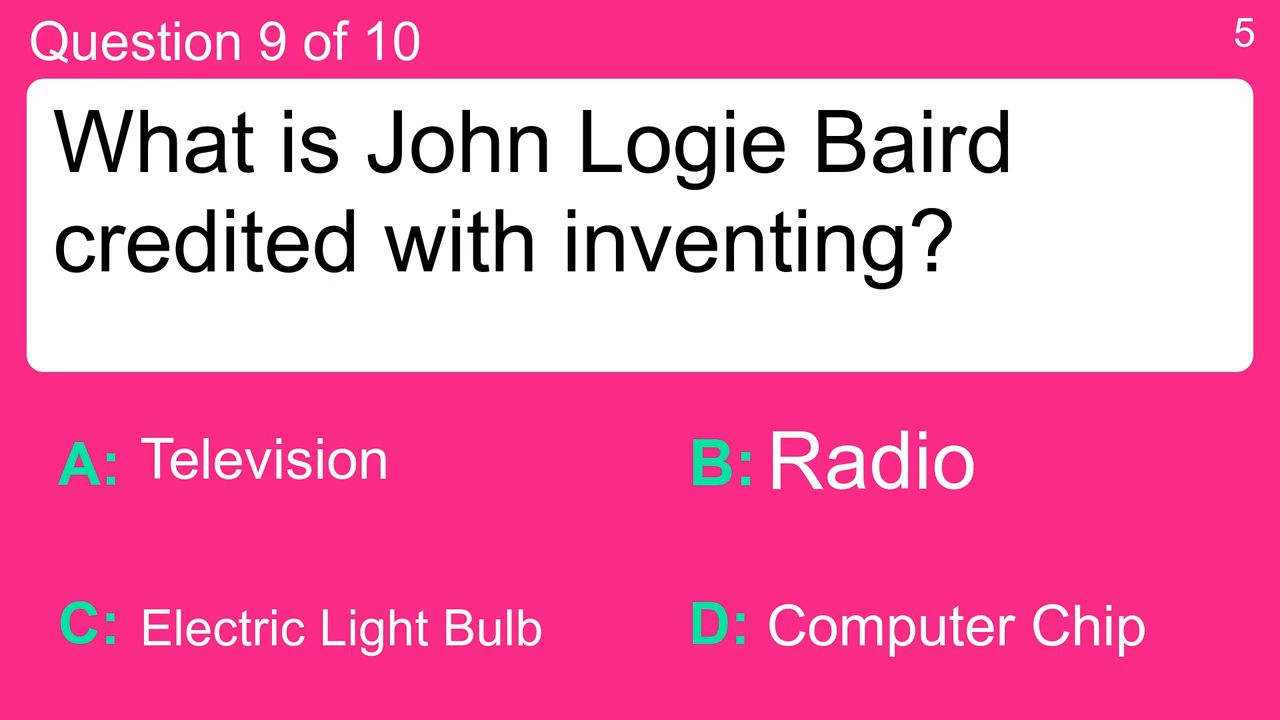 Question 9 of 10
5
What is John Logie Baird
credited with inventing?
A: Television
B: Radio
C: Electric Light Bulb
D: Computer Chip